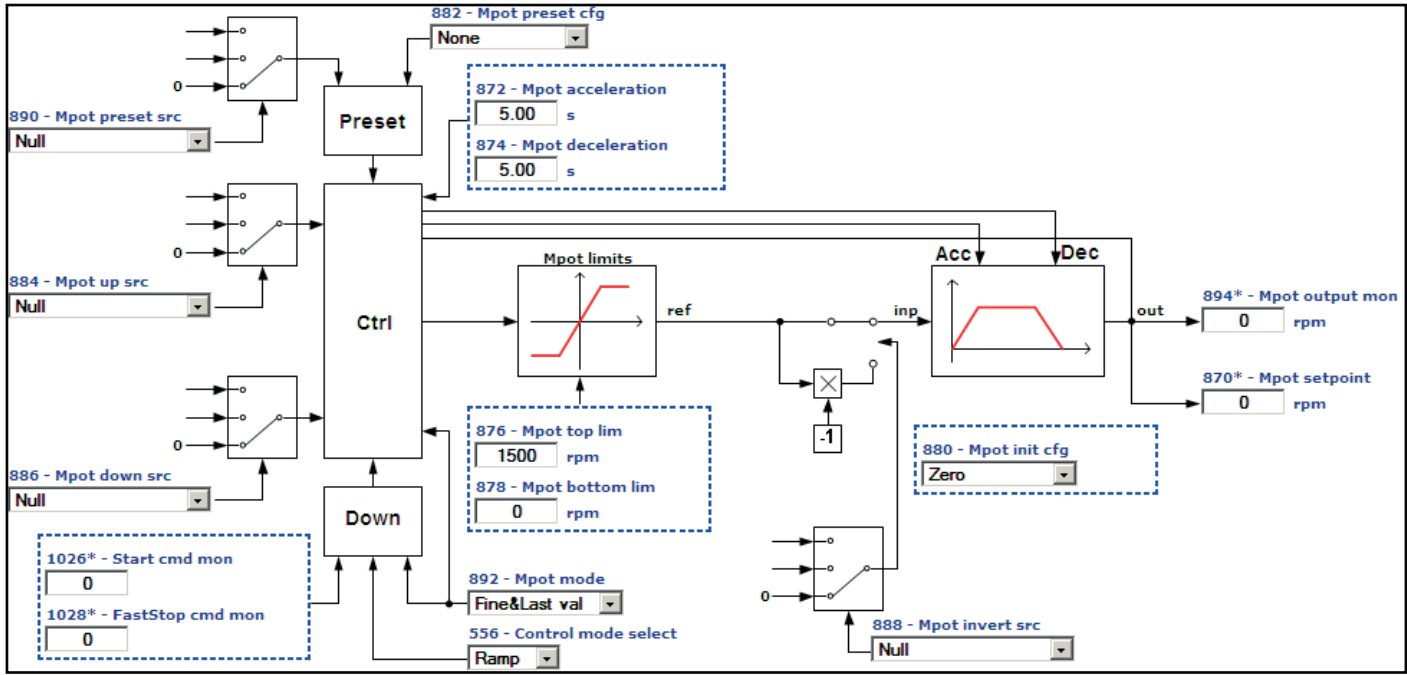 882 - Mpot preset cfg
None
0
890 - Mpot preset src
Null
Preset
872 - Mpot acceleration
5.00 s
874 - Mpot deceleration
5.00 s
0
884 - Mpot up src
Null
Ctrl
Mpot limits
ref
inp
Acc
Dec
out
894* - Mpot output mon
0 rpm
870* - Mpot setpoint
0 rpm
-1
876 - Mpot top lim
1500 rpm
878 - Mpot bottom lim
0 rpm
880 - Mpot init cfg
Zero
0
886 - Mpot down src
Null
Down
1026* - Start cmd mon
0
1028* - FastStop cmd mon
0
892 - Mpot mode
Fine&Last val
556 - Control mode select
Ramp
0
888 - Mpot invert src
Null